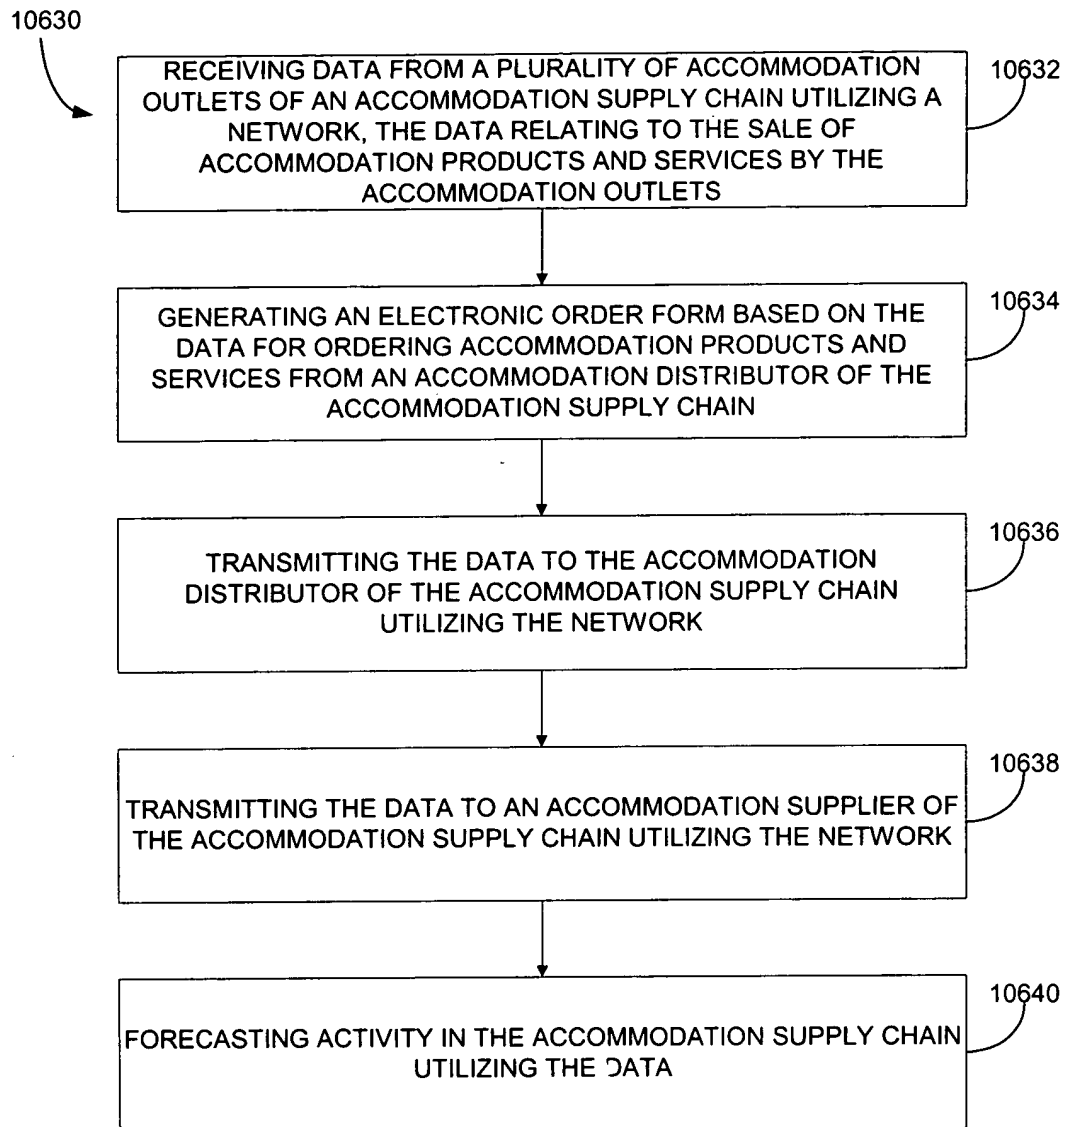 10630
RECEIVING DATA FROM A PLURALITY OF ACCOMMODATION
OUTLETS OF AN ACCOMMODATION SUPPLY CHAIN UTILIZING A
NETWORK, THE DATA RELATING TO THE SALE OF
ACCOMMODATION PRODUCTS AND SERVICES BY THE
ACCOMMODATION OUTLETS
10632
GENERATING AN ELECTRONIC ORDER FORM BASED ON THE
DATA FOR ORDERING ACCOMMODATION PRODUCTS AND
SERVICES FROM AN ACCOMMODATION DISTRIBUTOR OF THE
ACCOMMODATION SUPPLY CHAIN
10634
TRANSMITTING THE DATA TO THE ACCOMMODATION
DISTRIBUTOR OF THE ACCOMMODATION SUPPLY CHAIN
UTILIZING THE NETWORK
10636
TRANSMITTING THE DATA TO AN ACCOMMODATION SUPPLIER OF
THE ACCOMMODATION SUPPLY CHAIN UTILIZING THE NETWORK
10638
FORECASTING ACTIVITY IN THE ACCOMMODATION SUPPLY CHAIN
UTILIZING THE DATA
10640